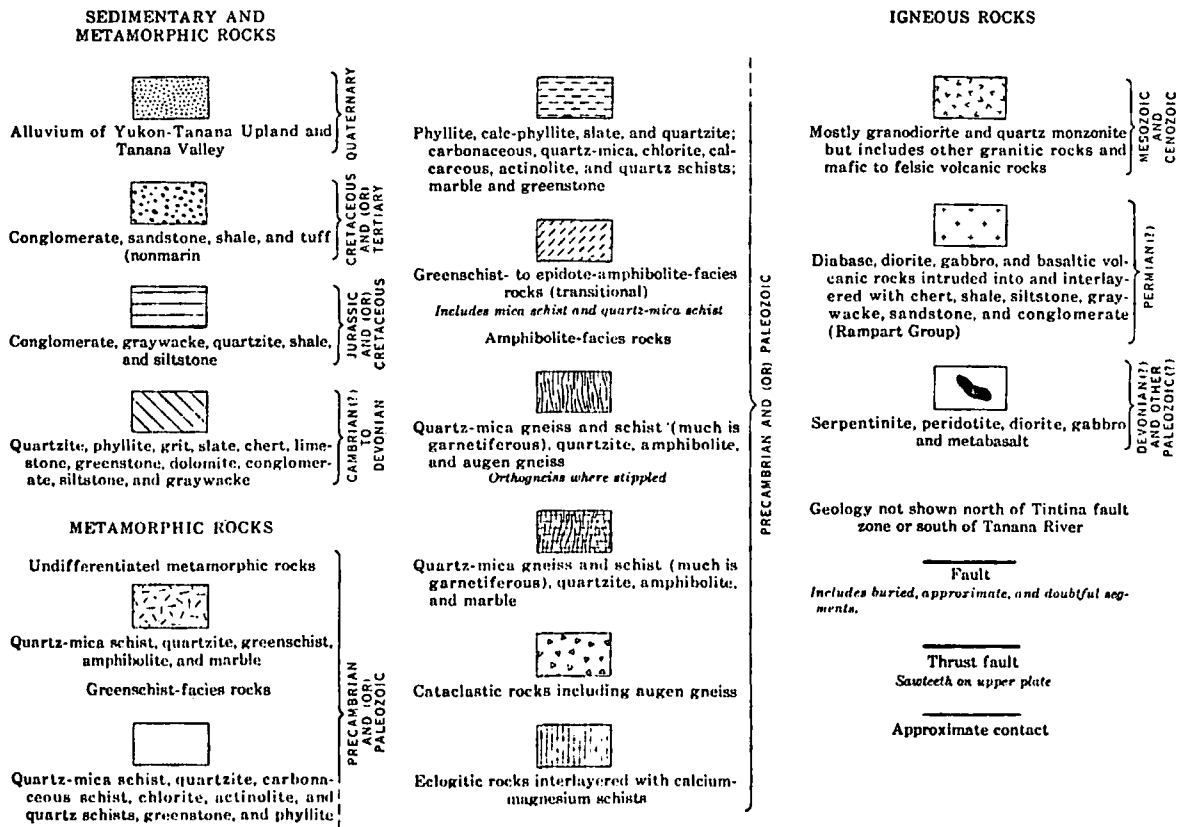 SEDIMENTARY AND
METAMORPHIC ROCKS
Alluvium of Yukon-Tanana Upland and
Tanana Valley
QUATERNARY
Conglomerate, sandstone, shale, and tuff
(nonmarin
CRETACEOUS
AND (OR)
TERTIARY
Conglomerate, graywacke, quartzite, shale,
and siltstone
JURASSIC
AND (OR)
CRETACEOUS
Quartzite, phyllite, grit, slate, chert, lime-
stone, greenstone, dolomite, conglomer-
ate, siltstone, and graywacke
CAMBRIAN(?)
TO
DEVONIAN
METAMORPHIC ROCKS
Undifferentiated metamorphic rocks
Quartz-mica schist, quartzite, greenschist,
amphibolite, and marble
Greenschist-facies rocks
Quartz-mica schist, quartzite, carbona-
ceous schist, chlorite, actinolite, and
quartz schists, greenstone, and phyllite
PRECAMBRIAN
AND (OR)
PALEOZOIC
Phyllite, calc-phyllite, slate, and quartzite;
carbonaceous, quartz-mica, chlorite, cal-
careous, actinolite, and quartz schists;
marble and greenstone
Greenschist- to epidote-amphibolite-facies
rocks (transitional)
Includes mica schist and quartz-mica schist
Amphibolite-facies rocks
Quartz-mica gneiss and schist (much is
garnetiferous), quartzite, amphibolite,
and augen gneiss
Orthogneiss where stippled
Quartz-mica gneiss and schist (much is
garnetiferous), quartzite, amphibolite,
and marble
Cataclastic rocks including augen gneiss
Eclogitic rocks interlayered with calcium-
magnesium schists
PRECAMBRIAN AND (OR) PALEOZOIC
IGNEOUS ROCKS
Mostly granodiorite and quartz monzonite
but includes other granitic rocks and
mafic to felsic volcanic rocks
MESOZOIC
AND
CENOZOIC
Diabase, diorite, gabbro, and basaltic vol-
canic rocks intruded into and interlay-
ered with chert, shale, siltstone, gray-
wacke, sandstone, and conglomerate
(Rampart Group)
PERMIAN(?)
Serpentinite, peridotite, diorite, gabbro
and metabasalt
DEVONIAN(?)
AND OTHER
PALEOZOIC(?)
Geology not shown north of Tintina fault
zone or south of Tanana River
Fault
Includes buried, approximate, and doubtful seg-
ments.
Thrust fault
Sawteeth on upper plate
Approximate contact